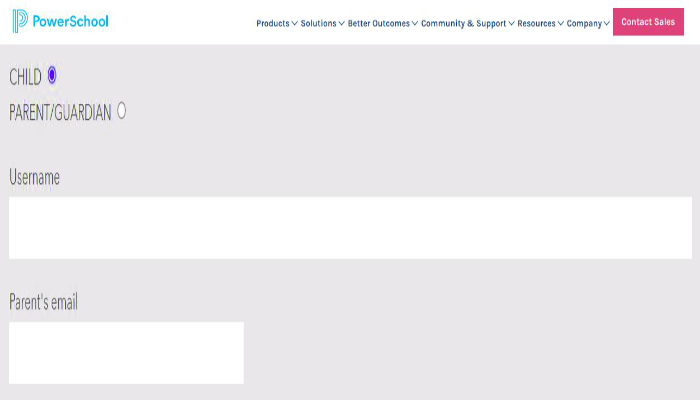 PowerSchool Products Solutions Better Outcomes Community & Support Resources Company Contact Sales
CHILD
PARENT/GUARDIAN
Username
Parent's email